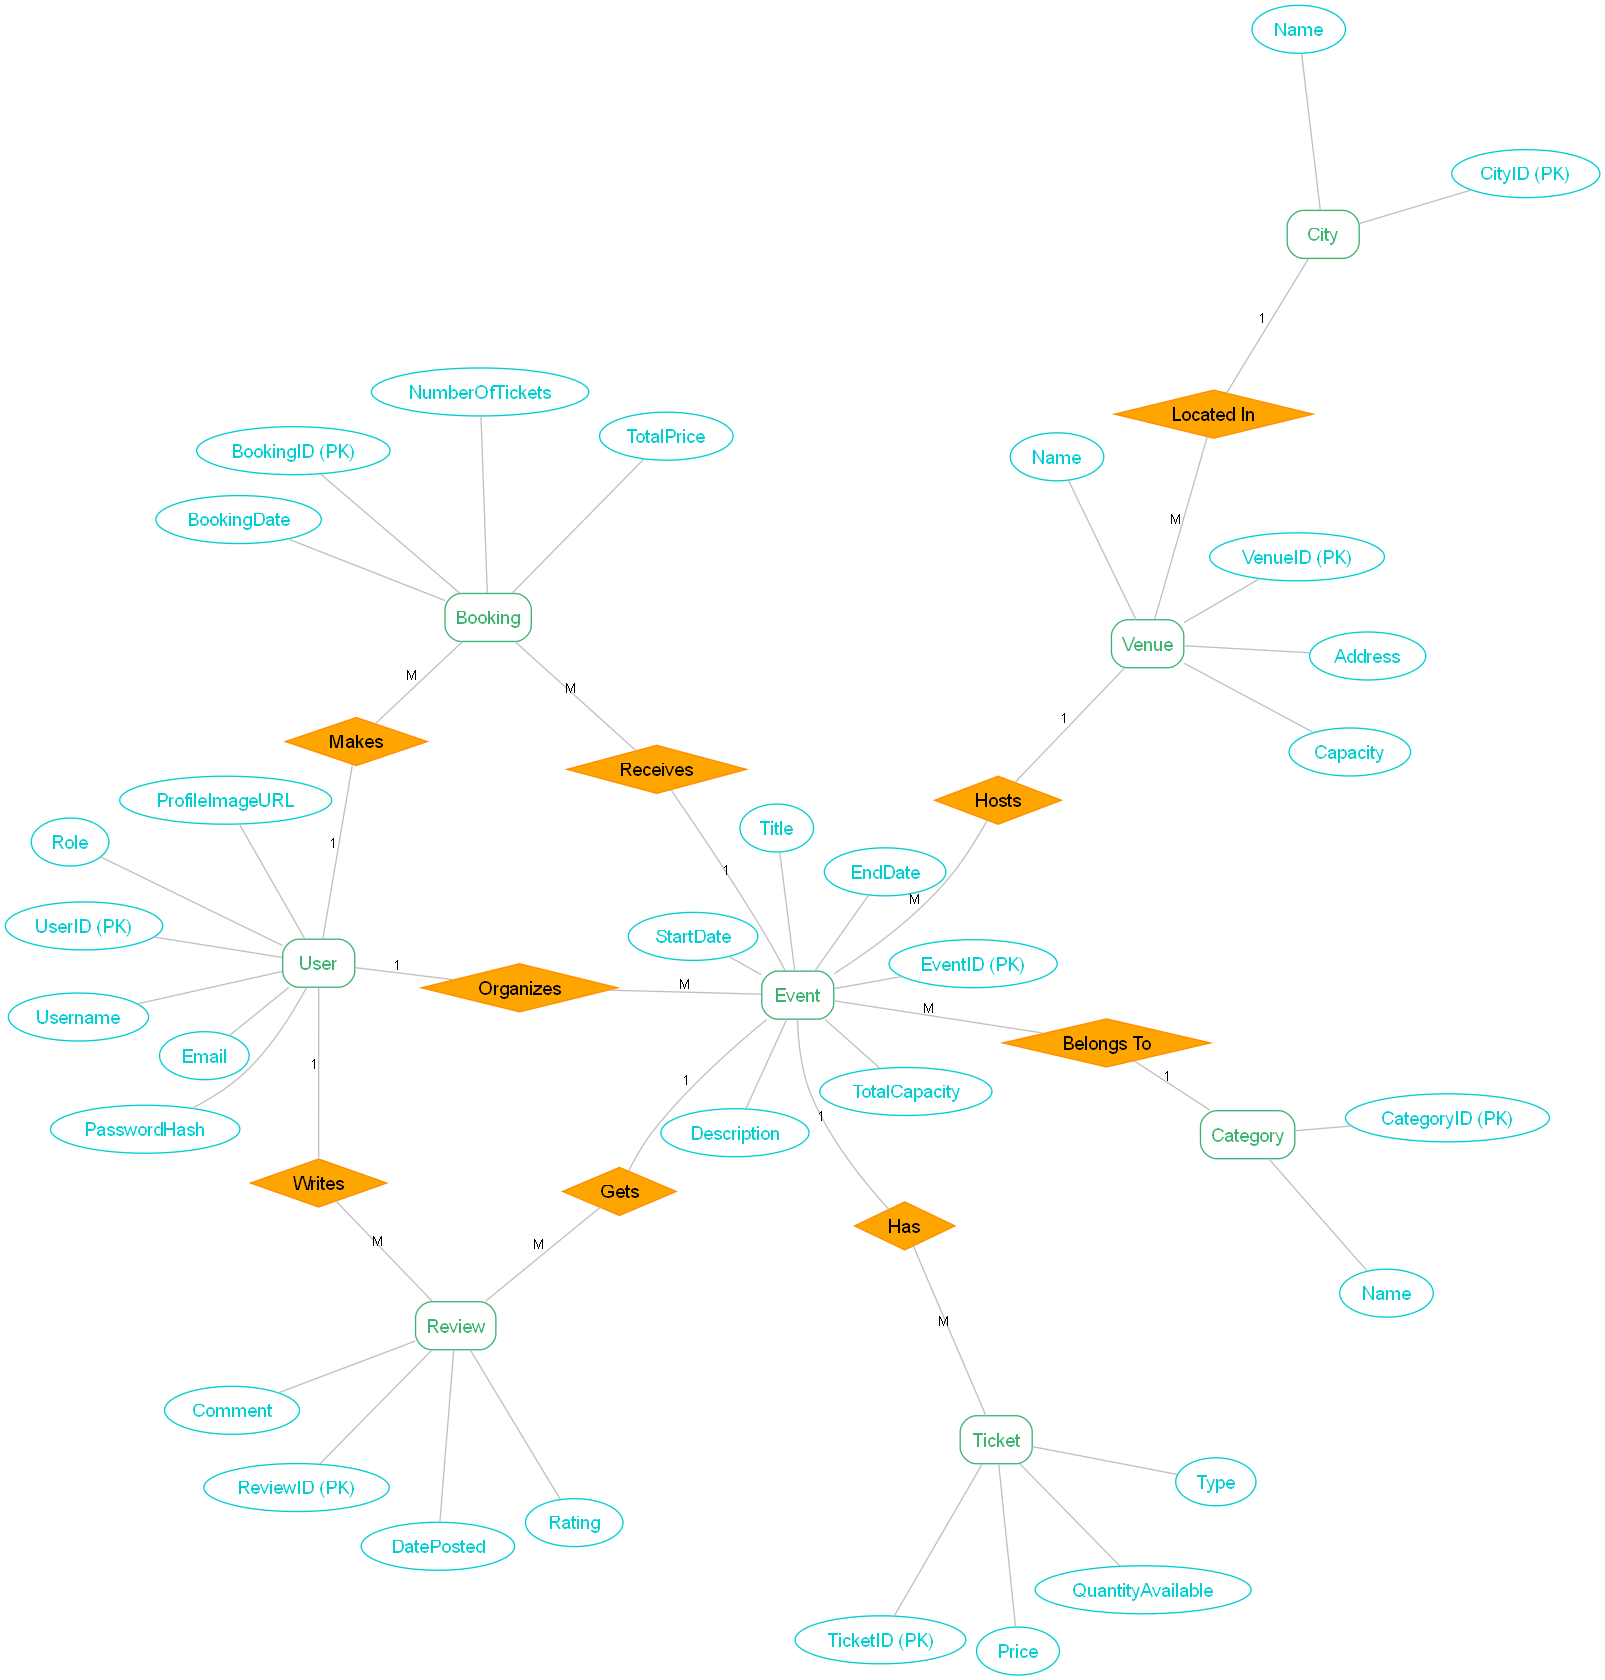 Name
CityID (PK)
City
1
Located In
NumberOfTickets
TotalPrice
BookingID (PK)
Name
M
BookingDate
VenueID (PK)
Booking
Venue
Address
M
M
1
Capacity
Makes
Receives
Hosts
ProfileImageURL
Title
Role
1
1
EndDate
M
UserID (PK)
StartDate
EventID (PK)
User
1
Organizes
M
Event
M
Username
Belongs To
Email
1
1
1
TotalCapacity
1
PasswordHash
Description
CategoryID (PK)
Category
Writes
Gets
Has
M
M
Name
Review
M
Comment
Ticket
ReviewID (PK)
Type
Rating
DatePosted
QuantityAvailable
TicketID (PK)
Price